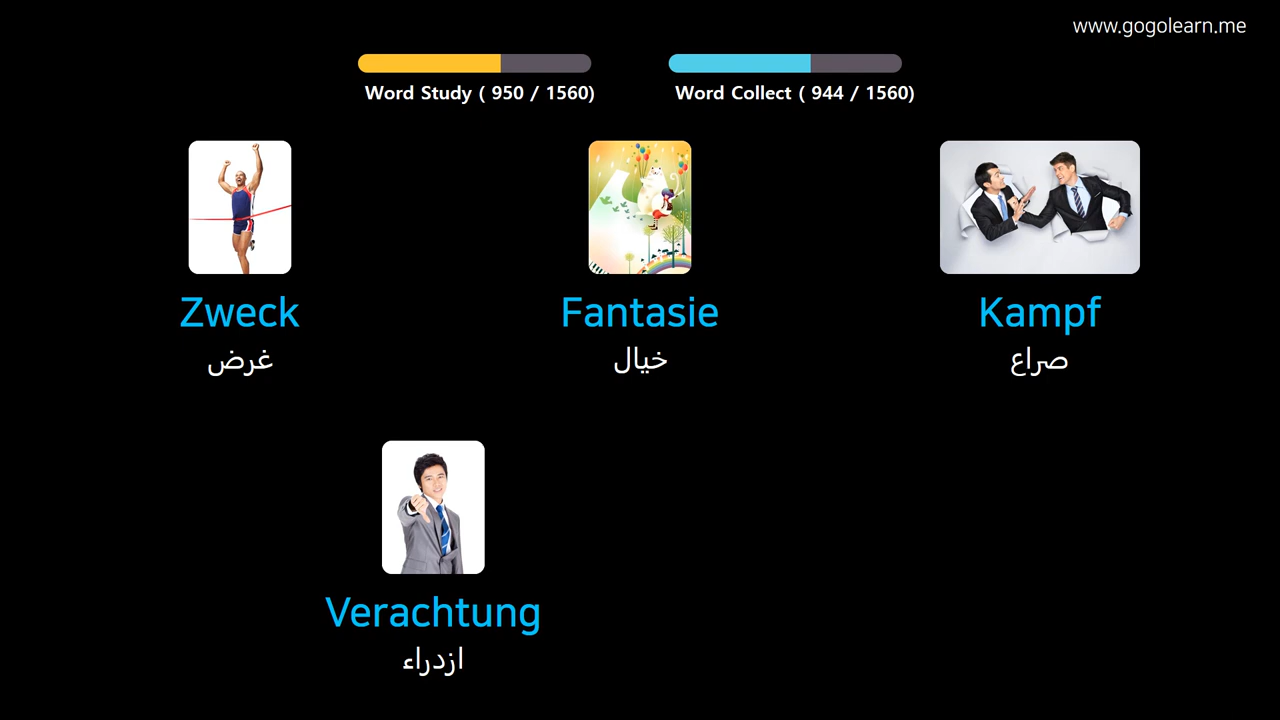 www.gogolearn.me
Word Study ( 950 / 1560)
Word Collect ( 944 / 1560)
Zweck
غرض
Fantasie
خيال
Kampf
صراع
Verachtung
ازدراء